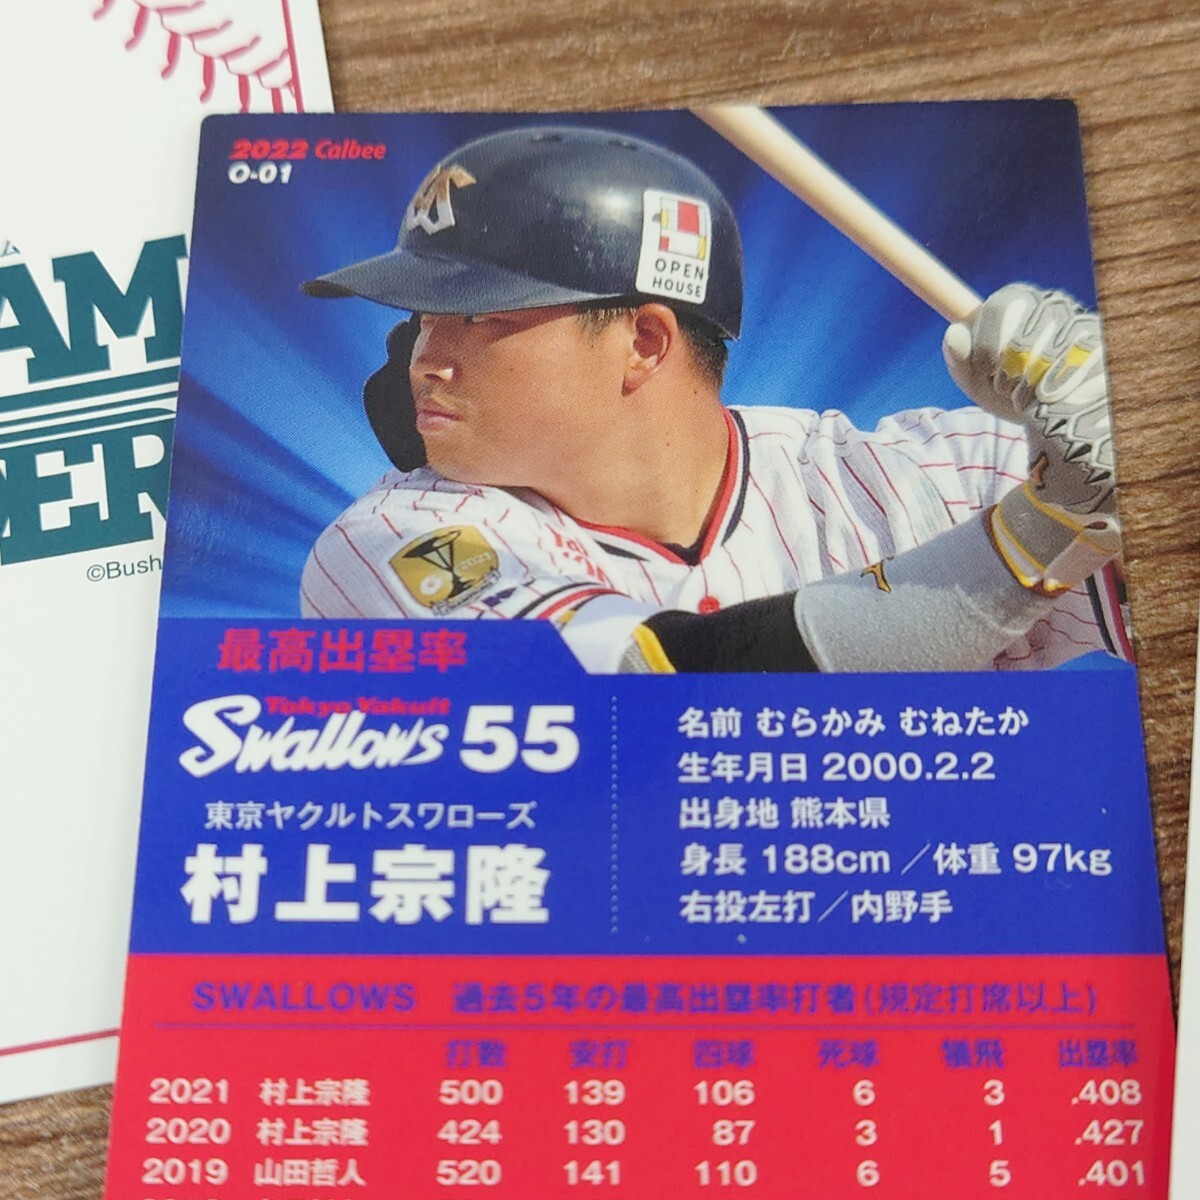 ム
AM
ER
©Bush
2022 Calbee
O-01
OPEN
HOUSE
2021
最高出塁率
Tokyo Yakult
Swallows 55
東京ヤクルトスワローズ
村上宗隆
名前 むらかみ むねたか
生年月日 2000.2.2
出身地 熊本県
身長 188cm ／体重 97kg
右投左打／内野手
SWALLOWS 過去5年の最高出塁率打者(規定打席以上)
打数 安打 四球 死球 犠飛 出塁率
2021 村上宗隆 500 139 106 6 3 .408
2020 村上宗隆 424 130 87 3 1 .427
2019 山田哲人 520 141 110 6 5 .401